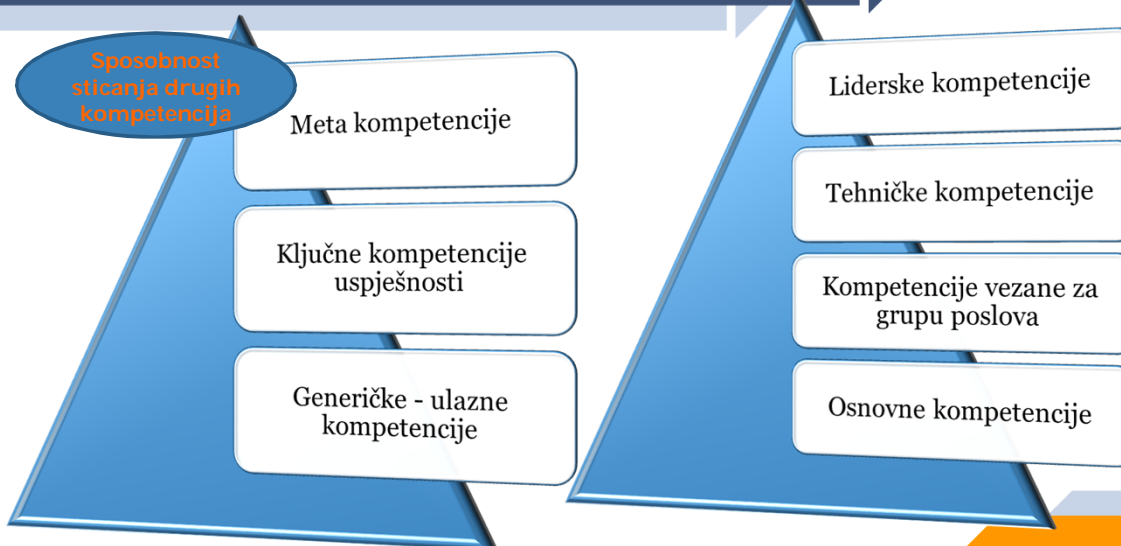 Sposobnost
sticanja drugih
kompetencija
Meta kompetencije
Ključne kompetencije
uspješnosti
Generičke - ulazne
kompetencije
Liderske kompetencije
Tehničke kompetencije
Kompetencije vezane za
grupu poslova
Osnovne kompetencije